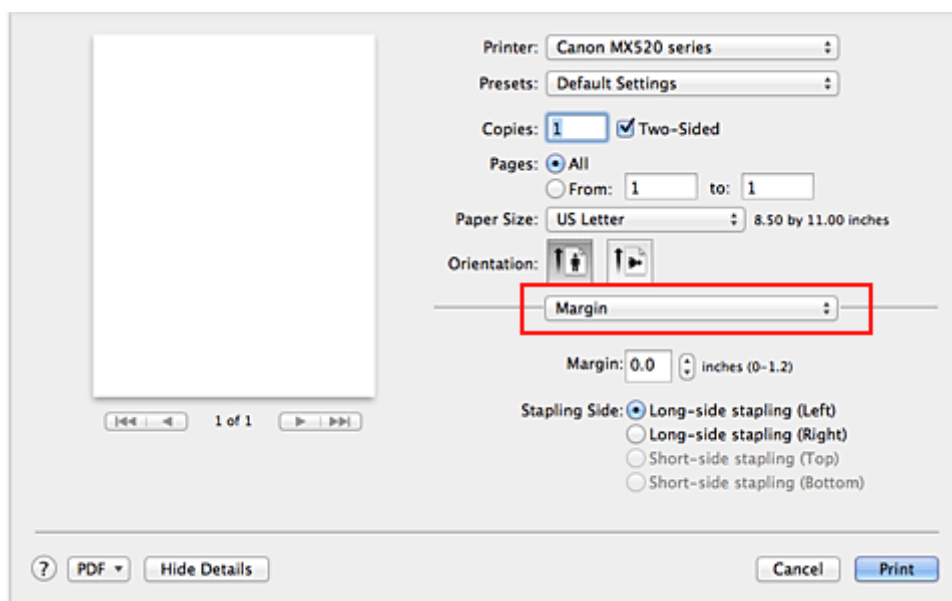 Printer: Canon MX520 series
Presets: Default Settings
Copies: 1 Two-Sided
Pages: All
From: 1 to: 1
Paper Size: US Letter 8.50 by 11.00 inches
Orientation:
Margin
Margin: 0.0 inches (0-1.2)
Stapling Side: Long-side stapling (Left)
Long-side stapling (Right)
Short-side stapling (Top)
Short-side stapling (Bottom)
1 of 1
? PDF Hide Details Cancel Print